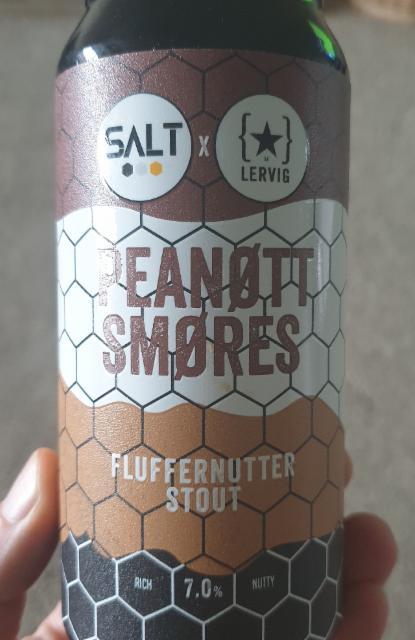 SALT X LERVIG
PEANØTT
SMØRES
FLUFFERNUTTER
STOUT
RICH 7.0% NUTTY